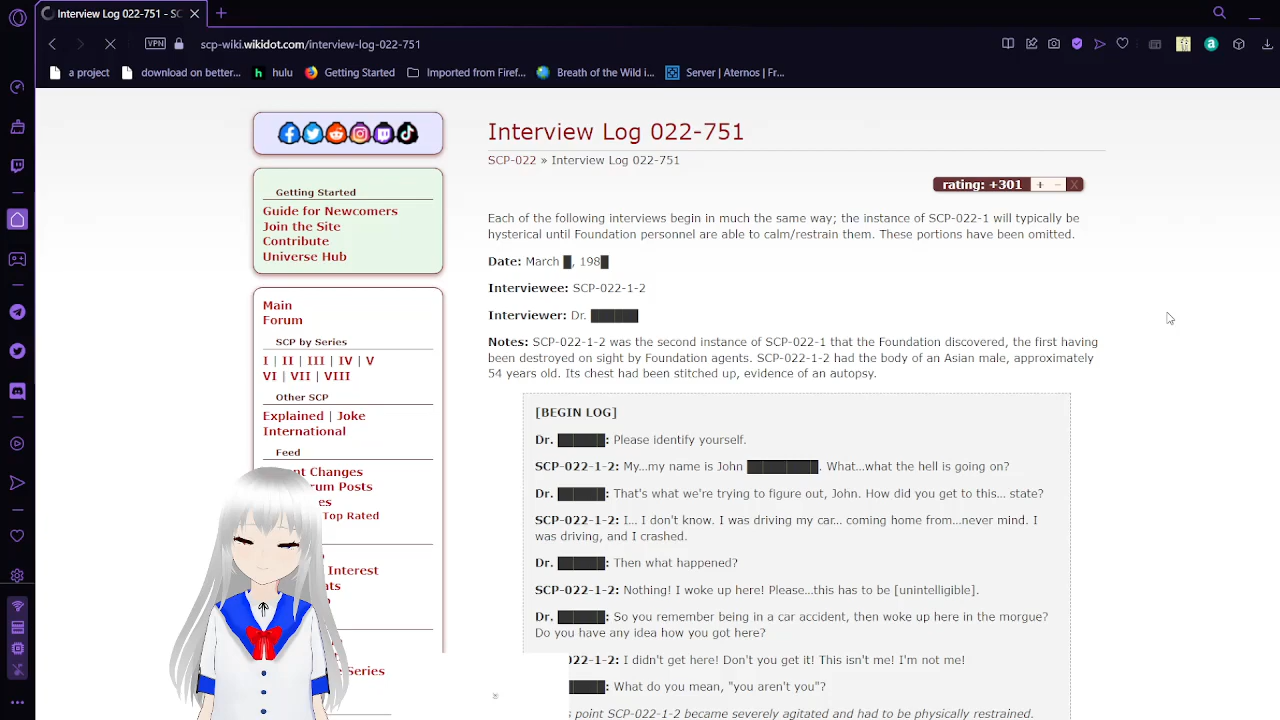 Interview Log 022-751 - SC
scp-wiki.wikidot.com/interview-log-022-751
VPN
a project
download on better...
hulu
Getting Started
Imported from Firef...
Breath of the Wild i...
Server | Aternos | Fr...
Getting Started
Guide for Newcomers
Join the Site
Contribute
Universe Hub
Main
Forum
SCP by Series
I | II | III | IV | V
VI | VII | VIII
Other SCP
Explained | Joke
International
Feed
nt Changes
rum Posts
es
Top Rated
Interest
ats
e Series
Interview Log 022-751
SCP-022 » Interview Log 022-751
rating: +301 + − X
Each of the following interviews begin in much the same way; the instance of SCP-022-1 will typically be
hysterical until Foundation personnel are able to calm/restrain them. These portions have been omitted.
Date: March █, 198█
Interviewee: SCP-022-1-2
Interviewer: Dr. ██████
Notes: SCP-022-1-2 was the second instance of SCP-022-1 that the Foundation discovered, the first having
been destroyed on sight by Foundation agents. SCP-022-1-2 had the body of an Asian male, approximately
54 years old. Its chest had been stitched up, evidence of an autopsy.
[BEGIN LOG]
Dr. ██████: Please identify yourself.
SCP-022-1-2: My...my name is John █████████. What...what the hell is going on?
Dr. ██████: That's what we're trying to figure out, John. How did you get to this... state?
SCP-022-1-2: I... I don't know. I was driving my car... coming home from...never mind. I
was driving, and I crashed.
Dr. ██████: Then what happened?
SCP-022-1-2: Nothing! I woke up here! Please...this has to be [unintelligible].
Dr. ██████: So you remember being in a car accident, then woke up here in the morgue?
Do you have any idea how you got here?
02-1-2: I didn't get here! Don't you get it! This isn't me! I'm not me!
████: What do you mean, "you aren't you"?
s point SCP-022-1-2 became severely agitated and had to be physically restrained.